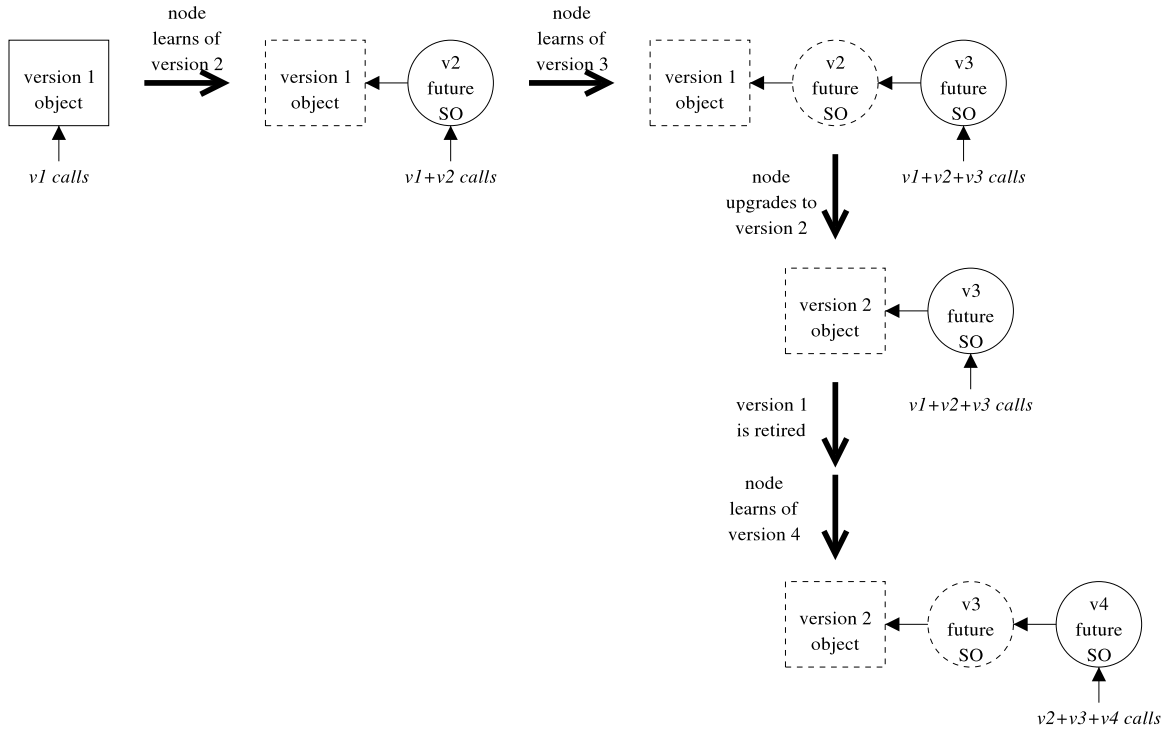 node
learns of
version 2
version 1
object
v1 calls
version 1
object
v2
future
SO
v1+v2 calls
node
learns of
version 3
version 1
object
v2
future
SO
v3
future
SO
v1+v2+v3 calls
node
upgrades to
version 2
version 2
object
v3
future
SO
v1+v2+v3 calls
version 1
is retired
node
learns of
version 4
version 2
object
v3
future
SO
v4
future
SO
v2+v3+v4 calls